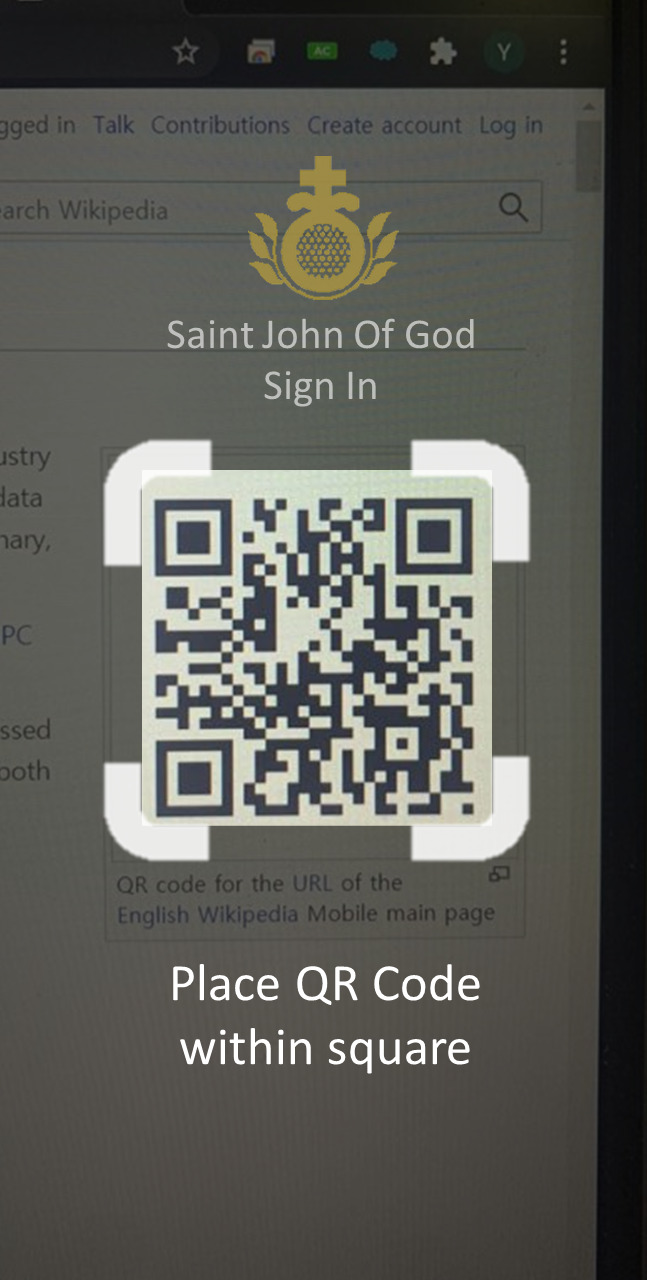 AC
Y
gged in Talk Contributions Create account Log in
earch Wikipedia
Saint John Of God
Sign In
ustry
data
nary,
PC
ssed
both
QR code for the URL of the
English Wikipedia Mobile main page
Place QR Code
within square